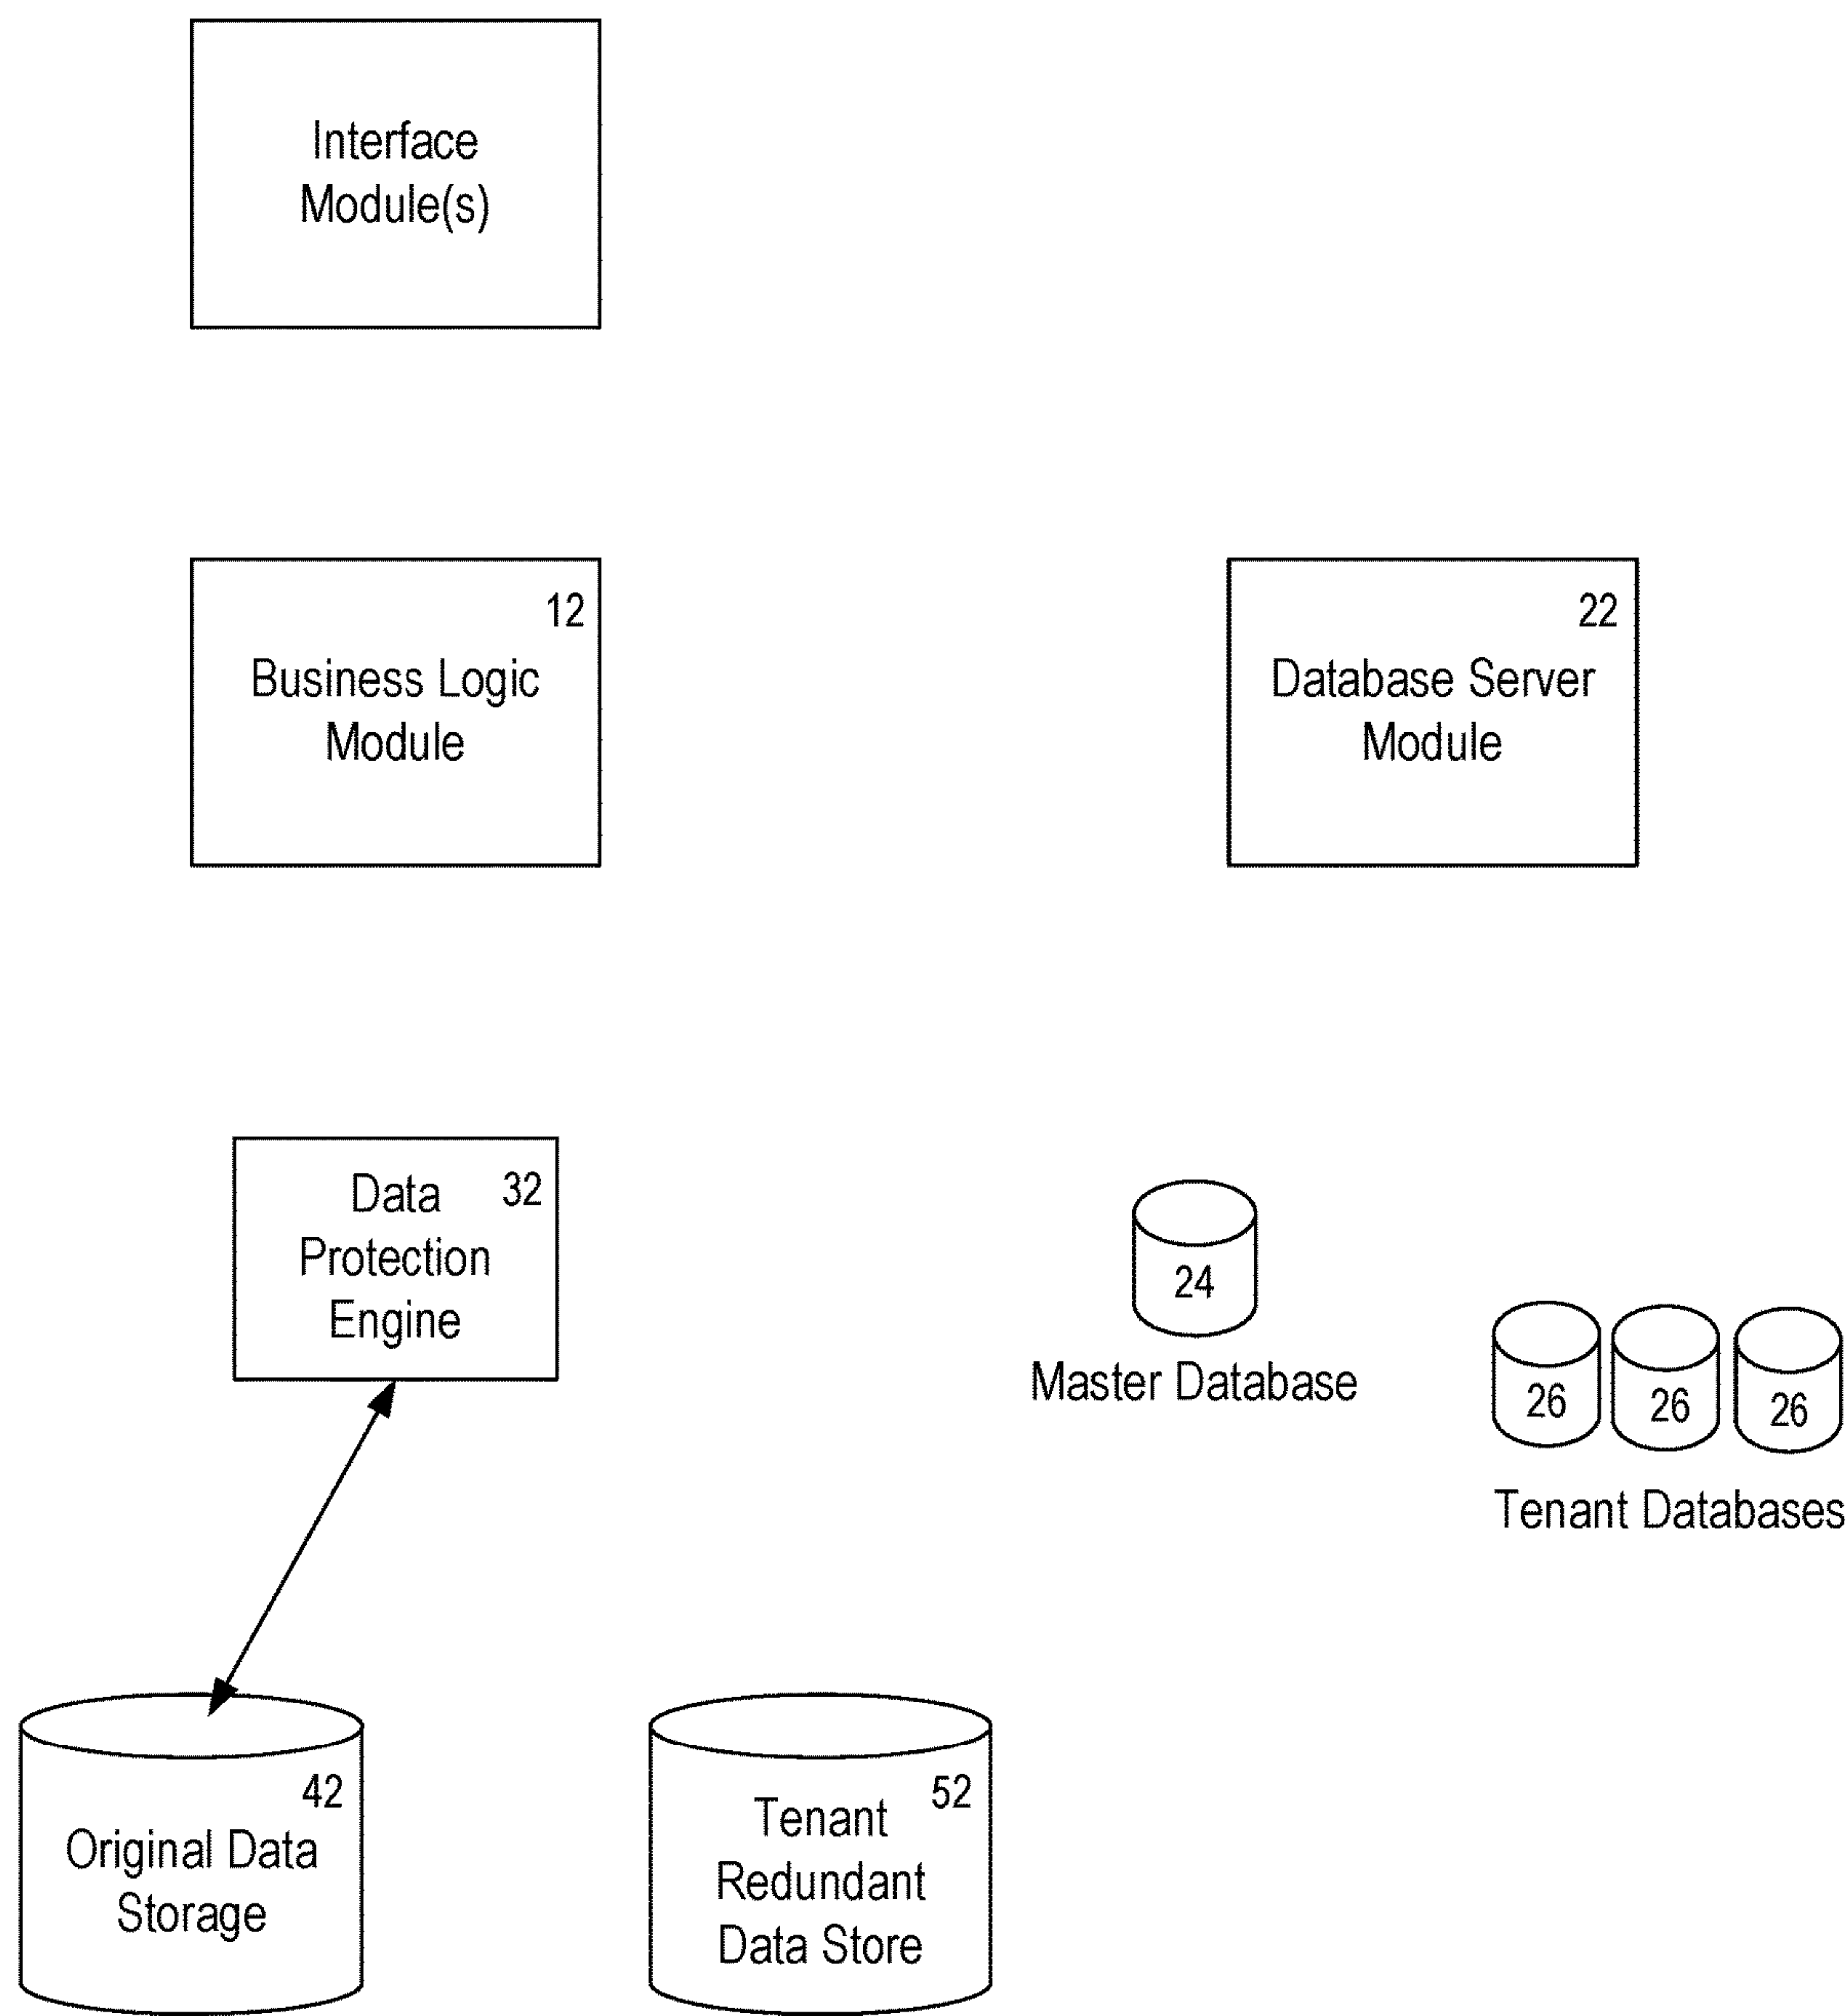 Interface
Module(s)
12
Business Logic
Module
22
Database Server
Module
32
Data
Protection
Engine
24
Master Database
26
26
26
Tenant Databases
42
Original Data
Storage
52
Tenant
Redundant
Data Store